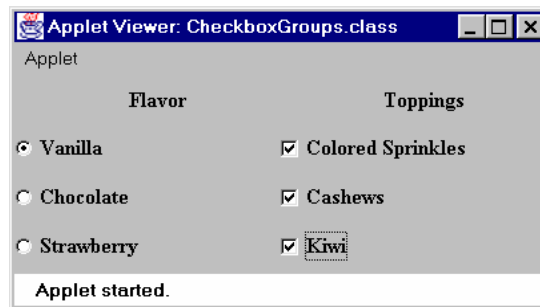 Applet Viewer: CheckboxGroups.class
Applet
Flavor Toppings
Vanilla Colored Sprinkles
Chocolate Cashews
Strawberry Kiwi
Applet started.